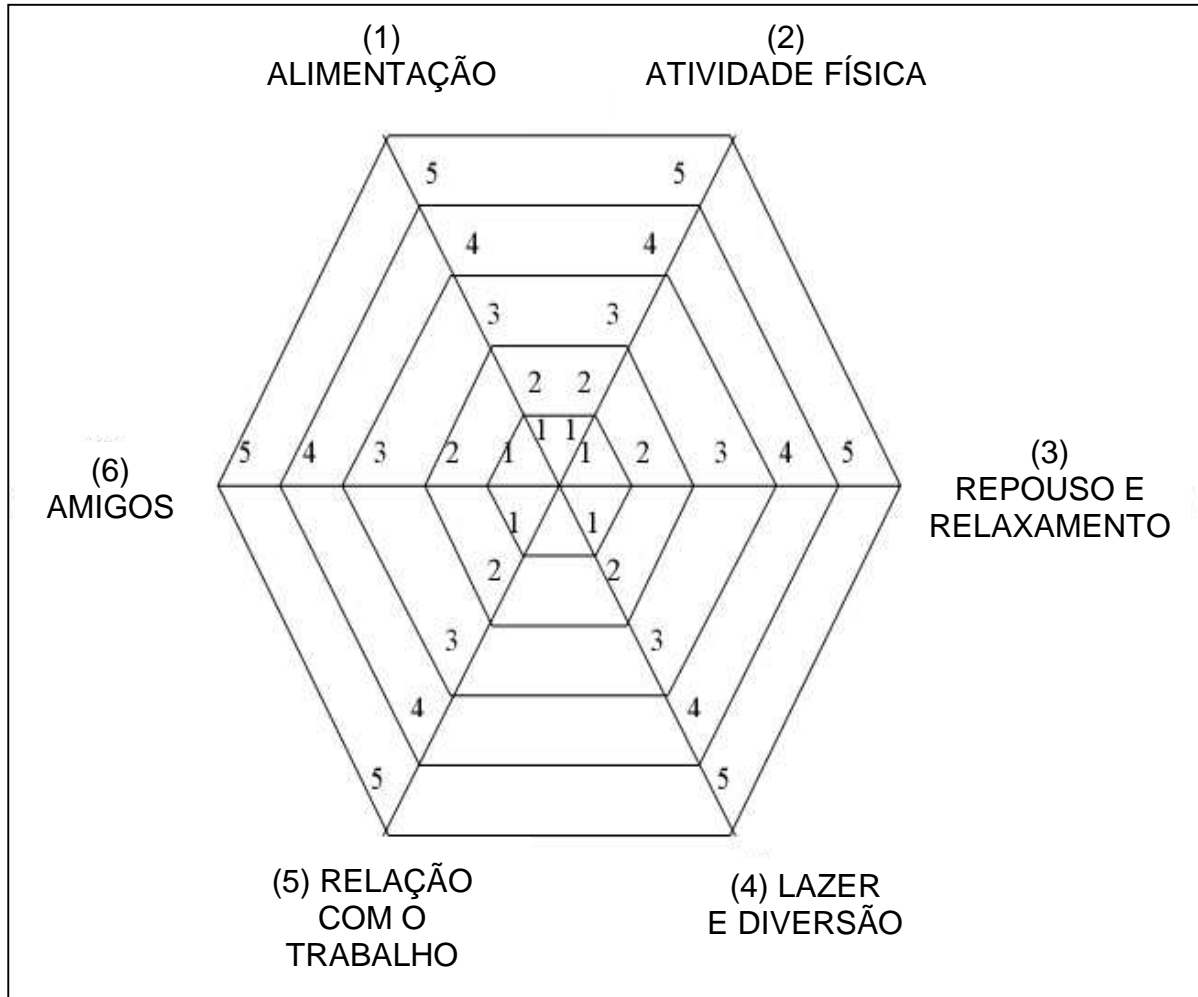 (1)
ALIMENTAÇÃO
(2)
ATIVIDADE FÍSICA
5 5
4 4
3 3
2 2
1 1
5 4 3 2 1 1 2 3 4 5
(6)
AMIGOS
(3)
REPOUSO E
RELAXAMENTO
1 1
2 2
3 3
4 4
5 5
(5) RELAÇÃO
COM O
TRABALHO
(4) LAZER
E DIVERSÃO